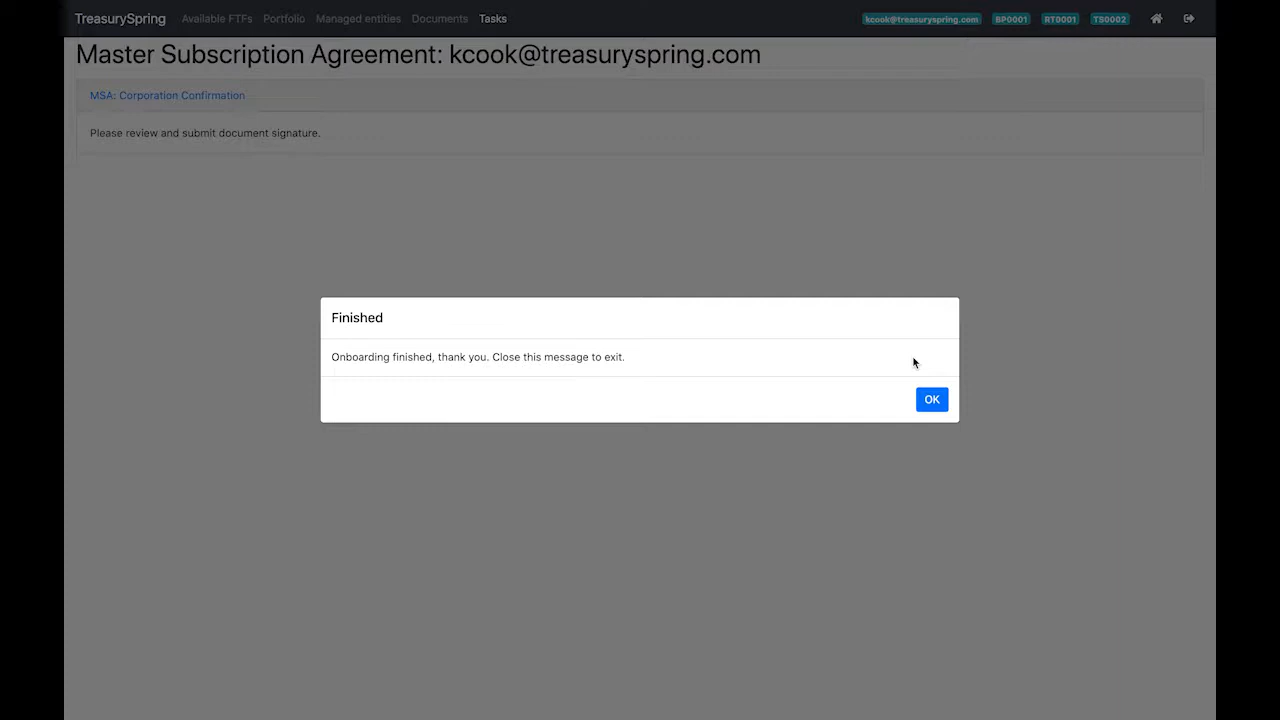 TreasurySpring Available FTFs Portfolio Managed entities Documents Tasks kcook@treasuryspring.com BP0001 RT0001 TS0002
Master Subscription Agreement: kcook@treasuryspring.com
MSA: Corporation Confirmation
Please review and submit document signature.
Finished
Onboarding finished, thank you. Close this message to exit.
OK